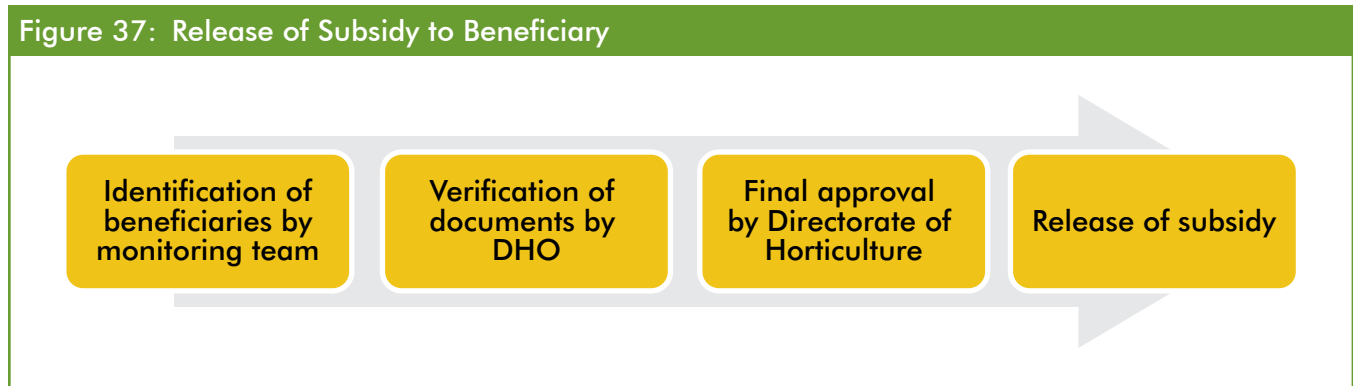 Figure 37: Release of Subsidy to Beneficiary
Identification of
beneficiaries by
monitoring team
Verification of
documents by
DHO
Final approval
by Directorate of
Horticulture
Release of subsidy